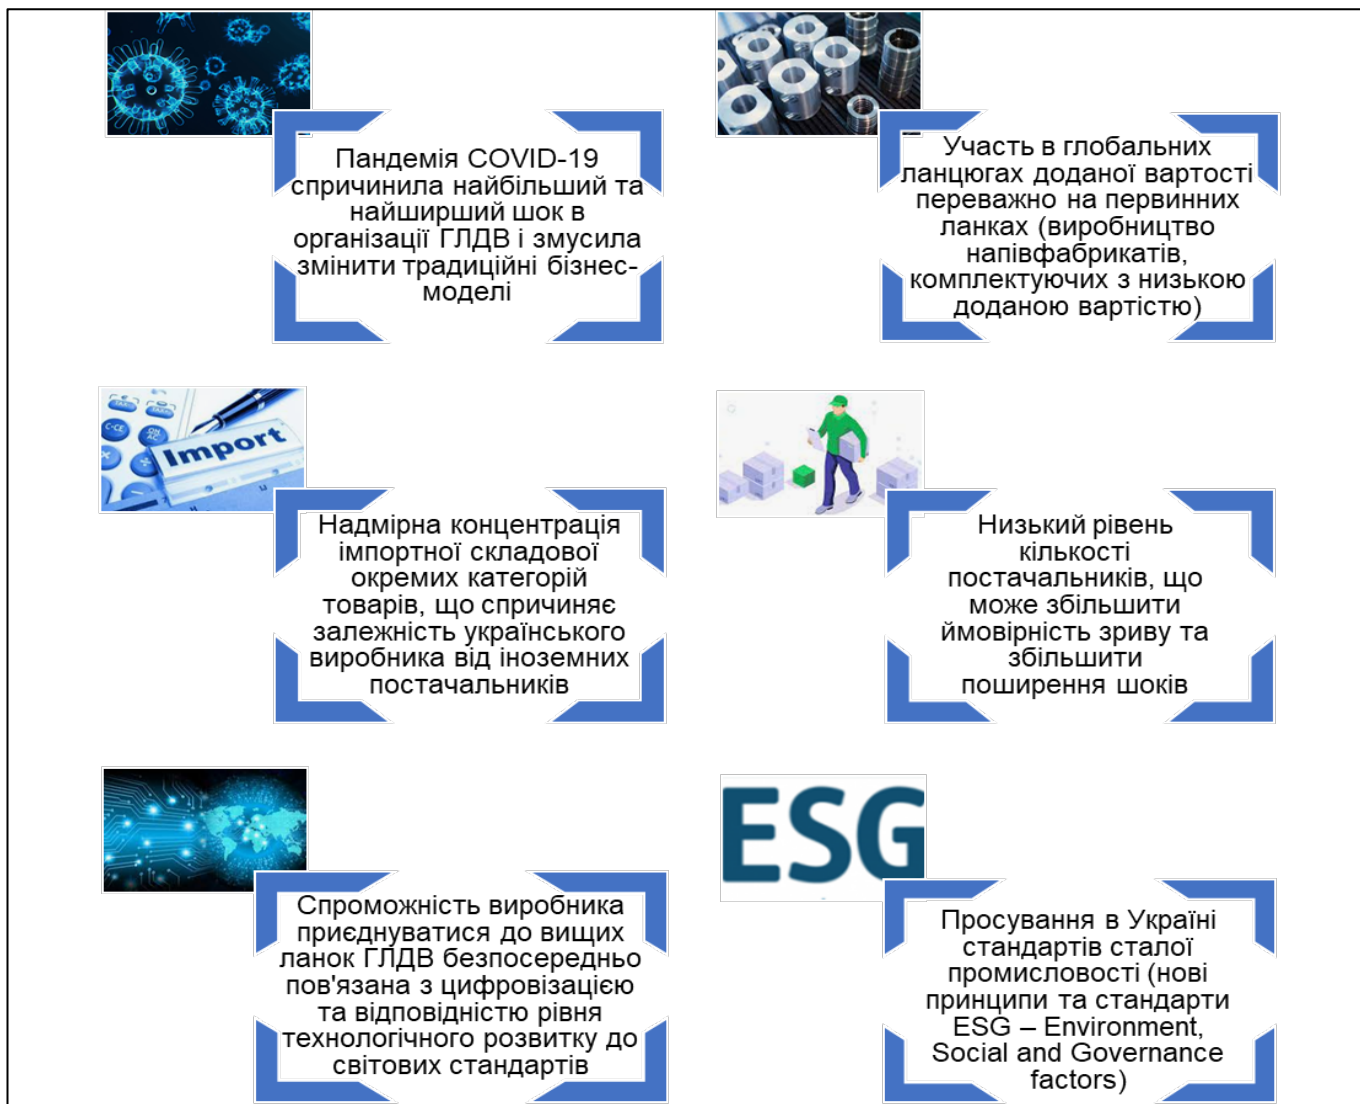 Пандемія COVID-19
спричинила найбільший та
найширший шок в
організації ГЛДВ і змусила
змінити традиційні бізнес-
моделі
Участь в глобальних
ланцюгах доданої вартості
переважно на первинних
ланках (виробництво
напівфабрикатів,
комплектуючих з низькою
доданою вартістю)
Import
C-CE
ON
AC
Надмірна концентрація
імпортної складової
окремих категорій
товарів, що спричиняє
залежність українського
виробника від іноземних
постачальників
Низький рівень
кількості
постачальників, що
може збільшити
ймовірність зриву та
збільшити
поширення шоків
Спроможність виробника
приєднуватися до вищих
ланок ГЛДВ безпосередньо
пов'язана з цифровізацією
та відповідністю рівня
технологічного розвитку до
світових стандартів
ESG
Просування в Україні
стандартів сталої
промисловості (нові
принципи та стандарти
ESG – Environment,
Social and Governance
factors)